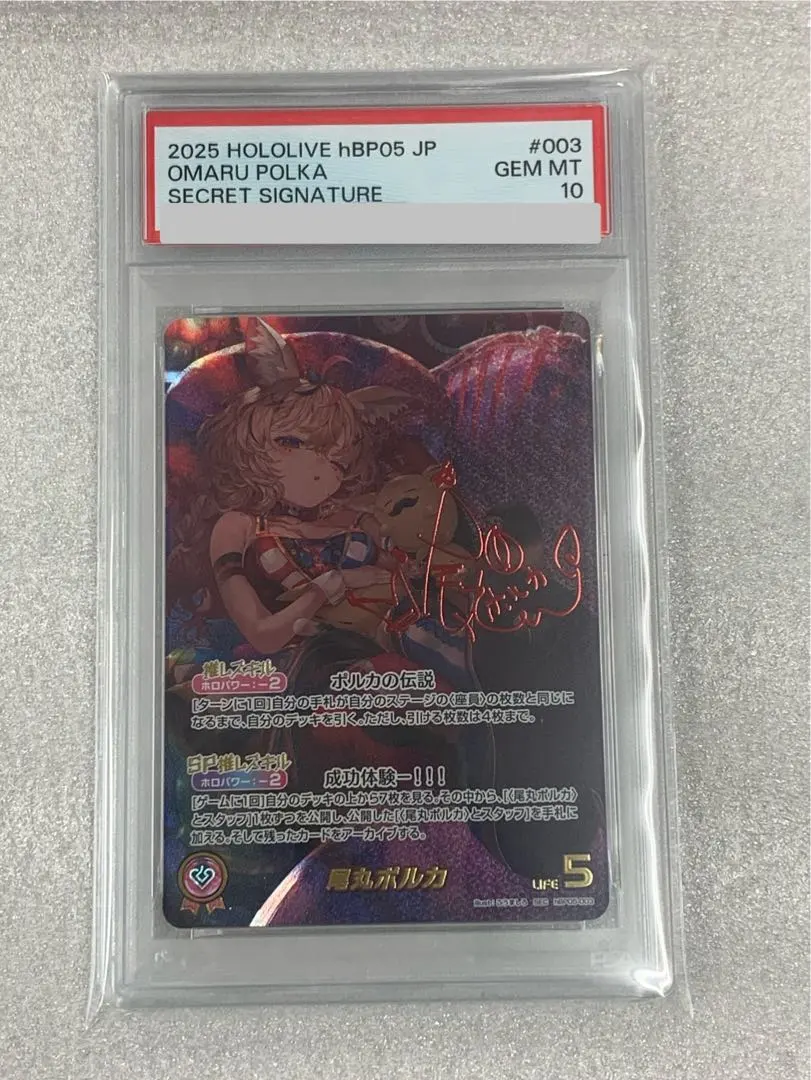 2025 HOLOLIVE hBP05 JP #003
OMARU POLKA GEM MT
SECRET SIGNATURE 10
推しスキル
ホロパワー:-2
ポルカの伝説
[ターンに1回]自分の手札が自分のステージの〈座員〉の枚数と同じに
なるまで、自分のデッキを引く。ただし、引ける枚数は4枚まで。
SP推しスキル
ホロパワー:-2
成功体験ー!!!
[ゲームに1回]自分のデッキの上から7枚を見る。その中から、[〈尾丸ポルカ〉
とスタッフ]1枚ずつを公開し、公開した[〈尾丸ポルカ〉とスタッフ]を手札に
加える。そして残ったカードをアーカイブする。
尾丸ポルカ
LIFE 5
illust: ふうましろ SEC hBP05-003